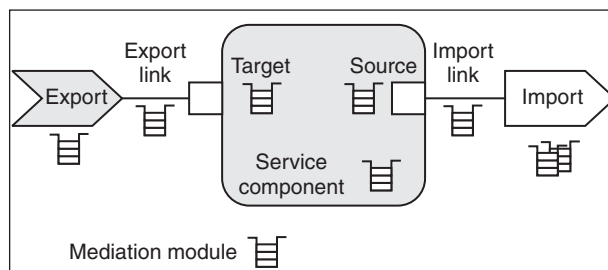 Export
link
Import
link
Target
Source
Export
Import
Service
component
Mediation module